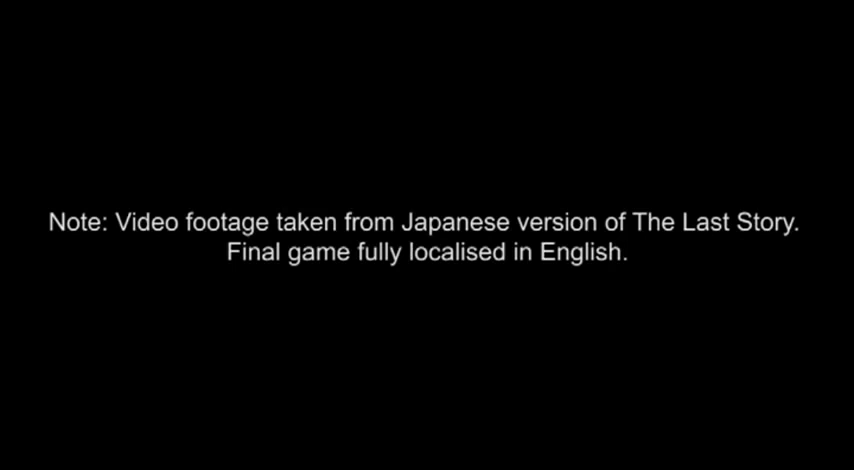 Note: Video footage taken from Japanese version of The Last Story.
Final game fully localised in English.